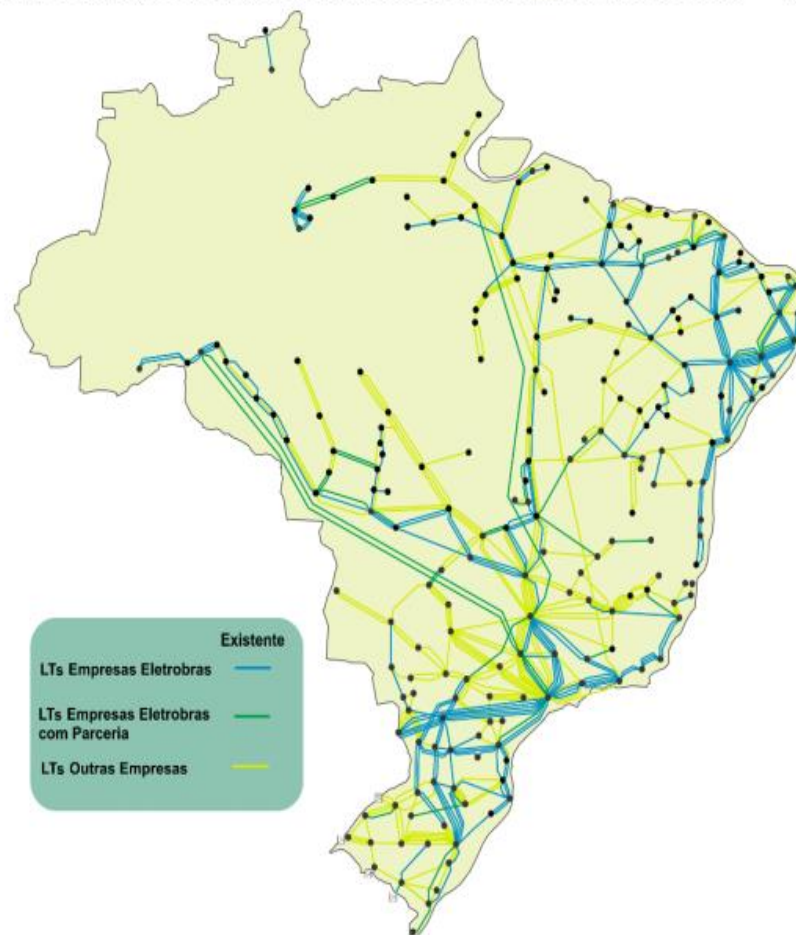 Existente
LTs Empresas Eletrobras
LTs Empresas Eletrobras
com Parceria
LTs Outras Empresas